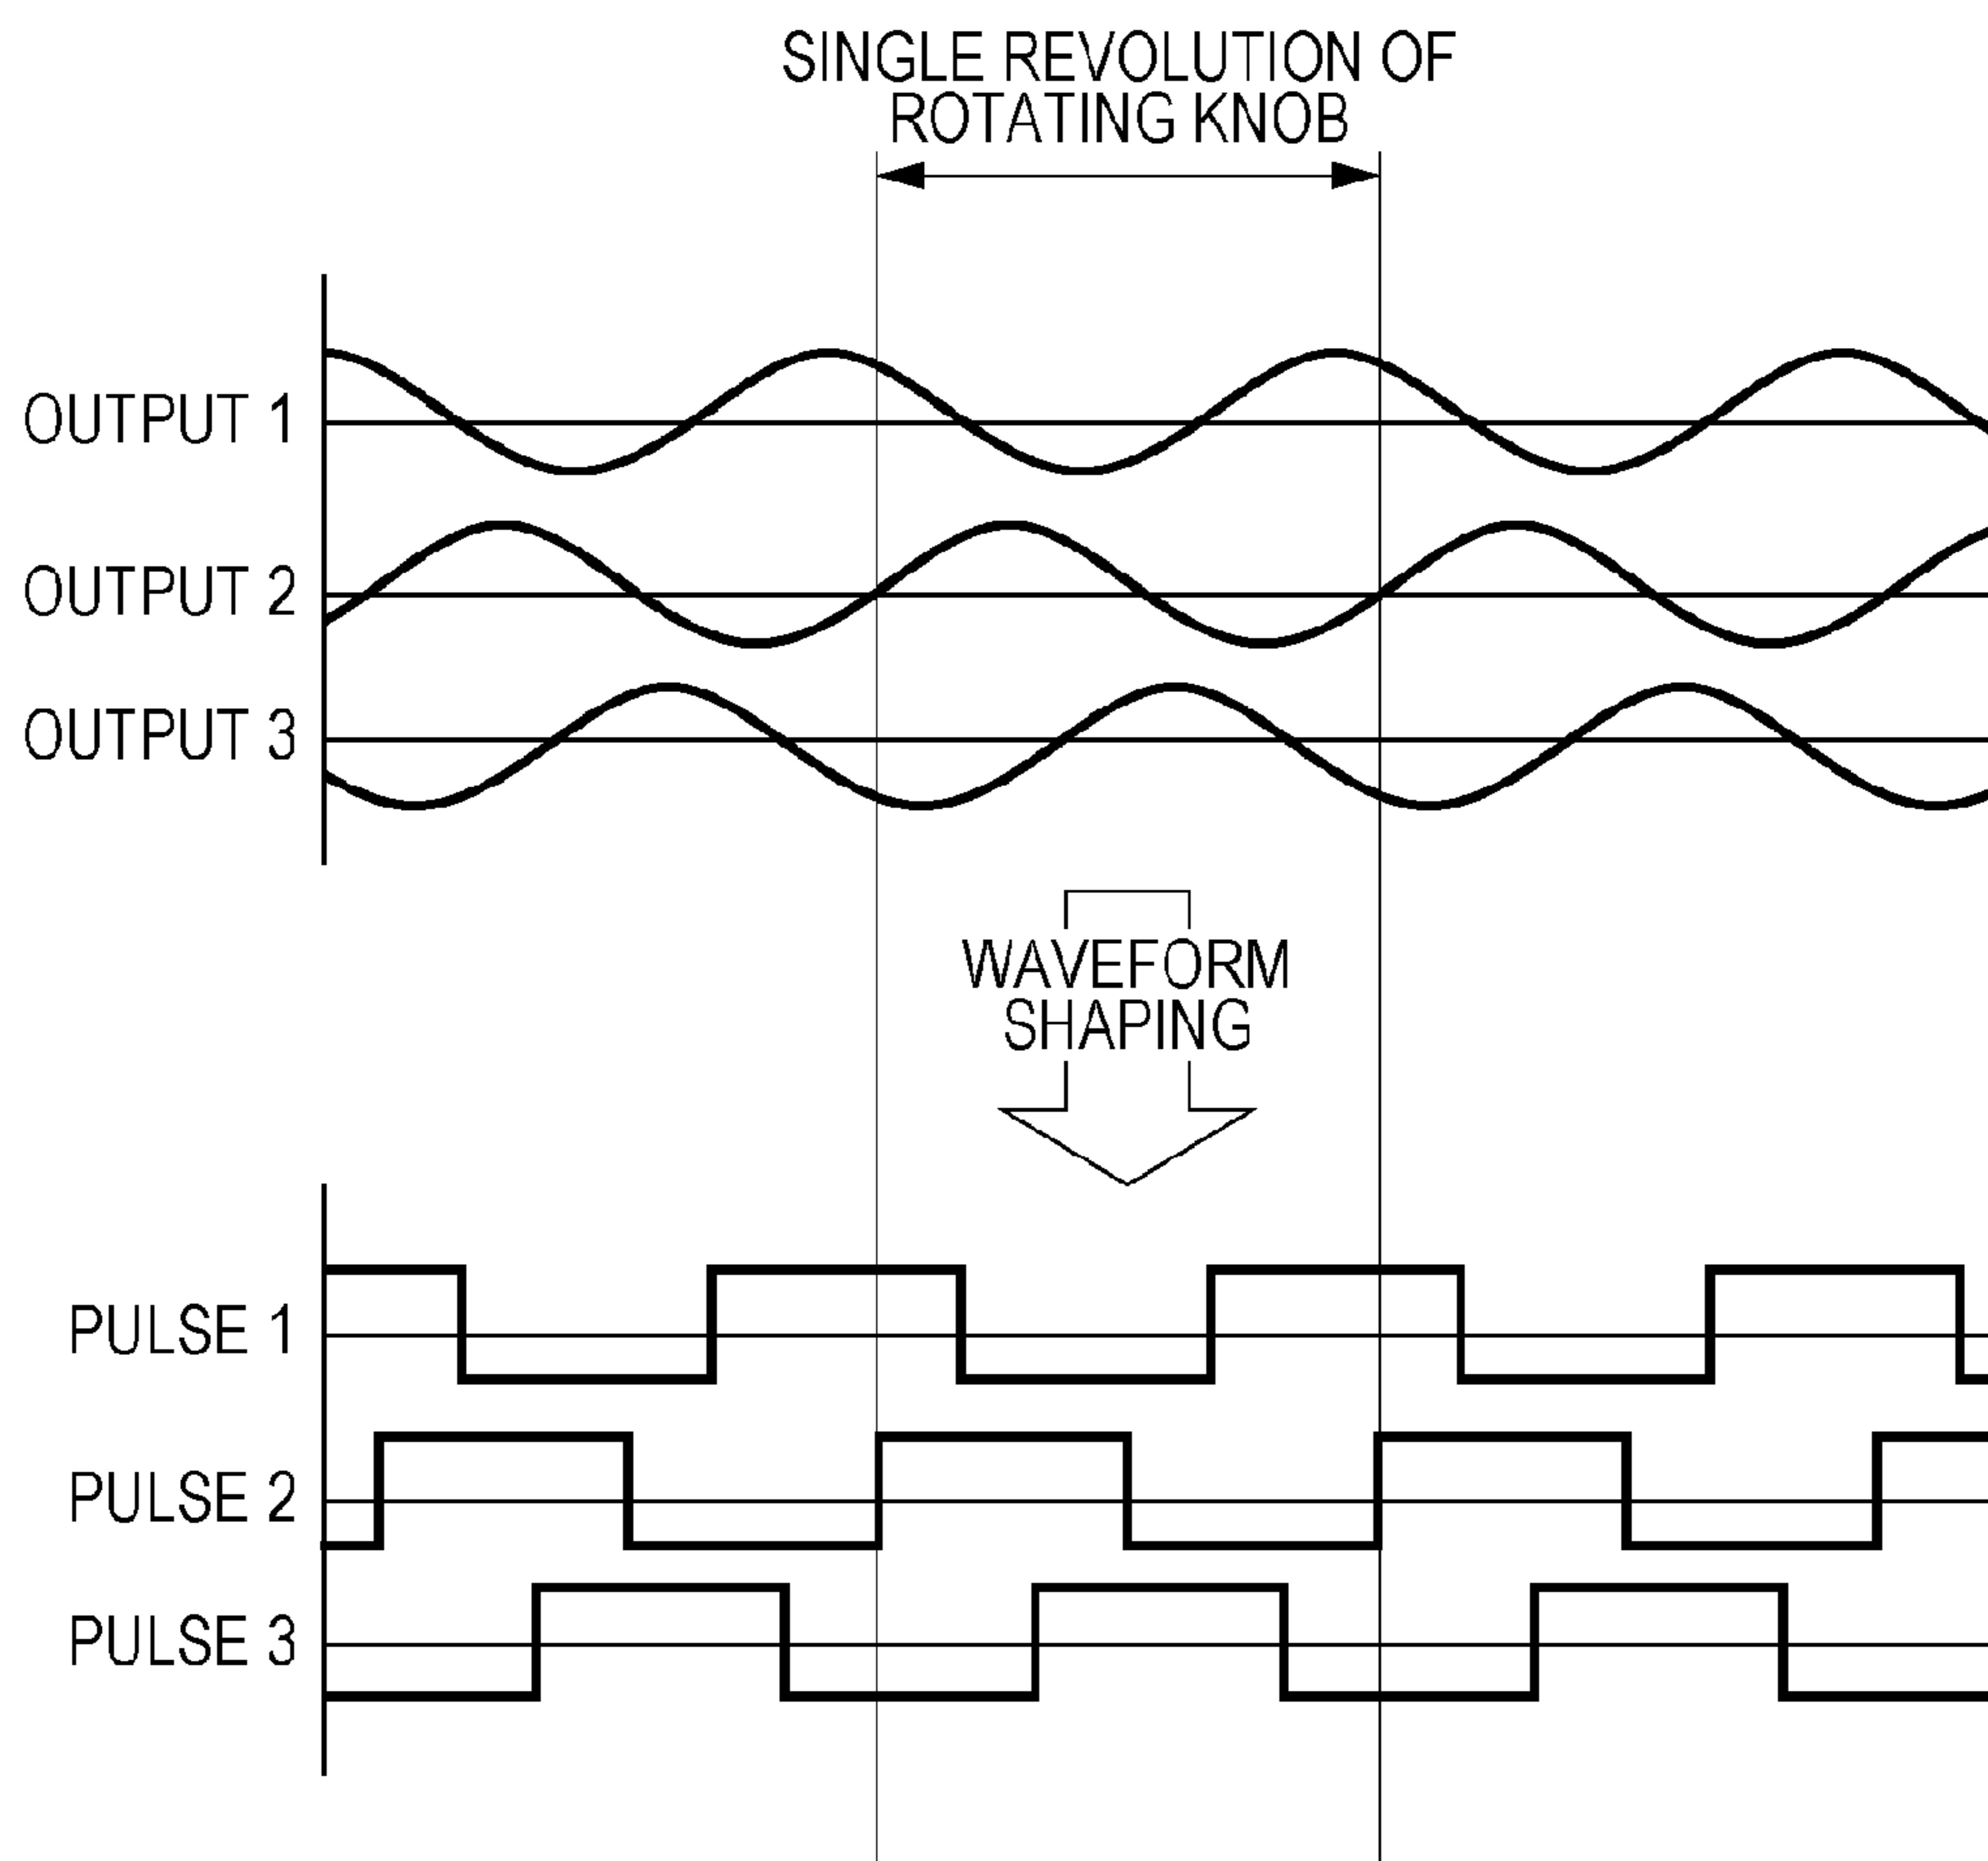 SINGLE REVOLUTION OF
ROTATING KNOB
OUTPUT 1
OUTPUT 2
OUTPUT 3
WAVEFORM
SHAPING
PULSE 1
PULSE 2
PULSE 3